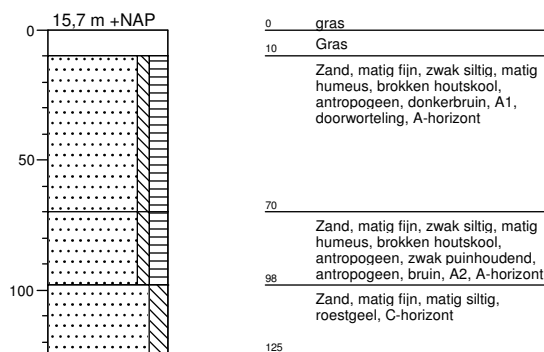 15,7 m +NAP
0
50
100
0 gras
10 Gras
Zand, matig fijn, zwak siltig, matig
humeus, brokken houtskool,
antropogeen, donkerbruin, A1,
doorworteling, A-horizont
70
Zand, matig fijn, zwak siltig, matig
humeus, brokken houtskool,
antropogeen, zwak puinhoudend,
antropogeen, bruin, A2, A-horizont
98
Zand, matig fijn, matig siltig,
roestgeel, C-horizont
125